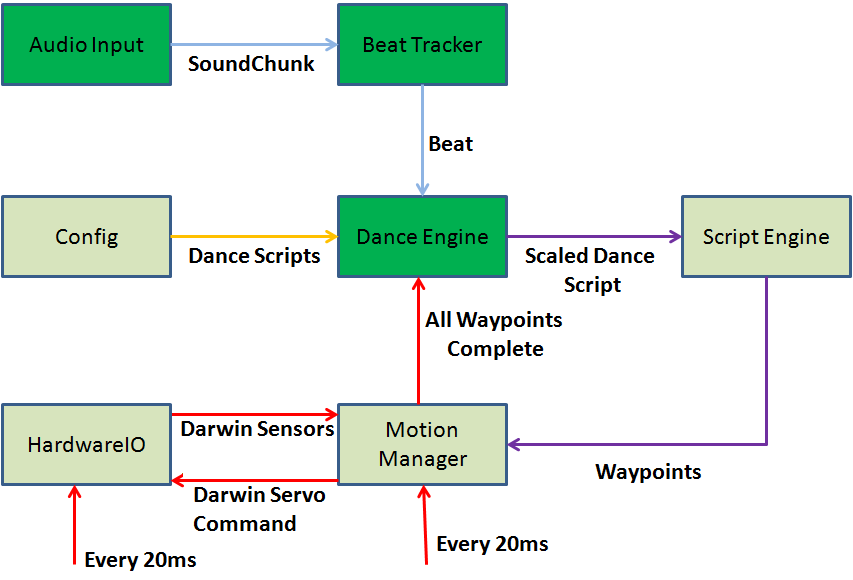 Audio Input
SoundChunk
Beat Tracker
Beat
Config
Dance Scripts
Dance Engine
Scaled Dance
Script
Script Engine
All Waypoints
Complete
HardwareIO
Darwin Sensors
Motion
Manager
Waypoints
Darwin Servo
Command
Every 20ms
Every 20ms